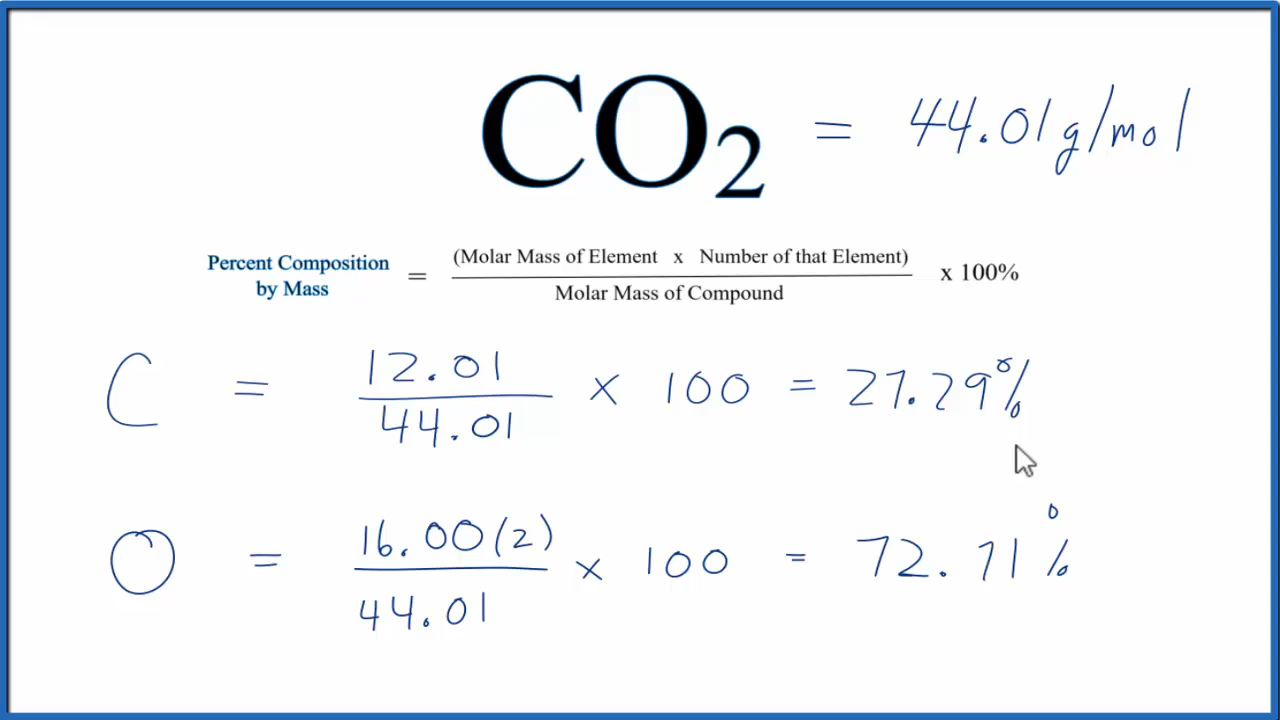 CO₂ = 44.01 g/mol
Percent Composition by Mass = (Molar Mass of Element x Number of that Element) / Molar Mass of Compound x 100%
C = 12.01 / 44.01 x 100 = 27.29%
O = 16.00(2) / 44.01 x 100 = 72.71%